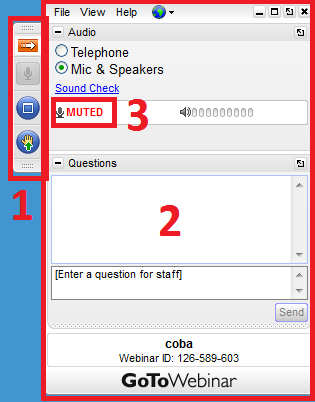 File View Help
Audio
Telephone
Mic & Speakers
Sound Check
MUTED
3
1
Questions
2
[Enter a question for staff]
Send
coba
Webinar ID: 126-589-603
GoToWebinar